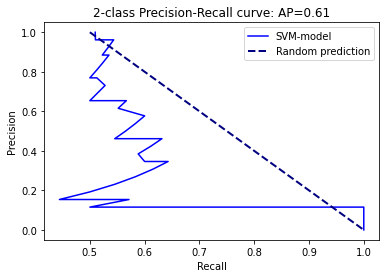 2-class Precision-Recall curve: AP=0.61
SVM-model
Random prediction
Precision
1.0
0.8
0.6
0.4
0.2
0.0
0.5 0.6 0.7 0.8 0.9 1.0
Recall